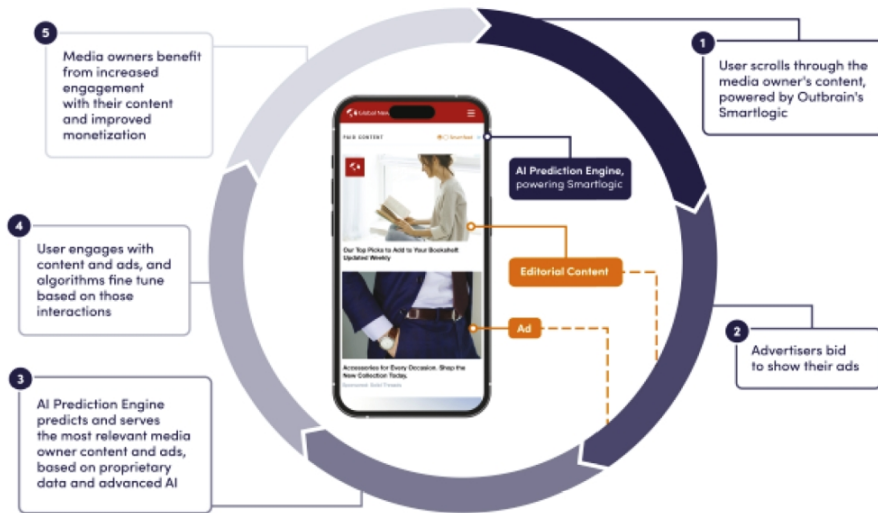 1
User scrolls through the
media owner's content,
powered by Outbrain's
Smartlogic
2
Advertisers bid
to show their ads
3
AI Prediction Engine
predicts and serves
the most relevant media
owner content and ads,
based on proprietary
data and advanced AI
4
User engages with
content and ads, and
algorithms fine tune
based on those
interactions
5
Media owners benefit
from increased
engagement
with their content
and improved
monetization
Global New
PAID CONTENT
AI Prediction Engine,
powering Smartlogic
Our Top Picks to Add to Your Bookshelf
Updated Weekly
Editorial Content
Ad
Accessories for Every Occasion. Shop the
New Collection Today.